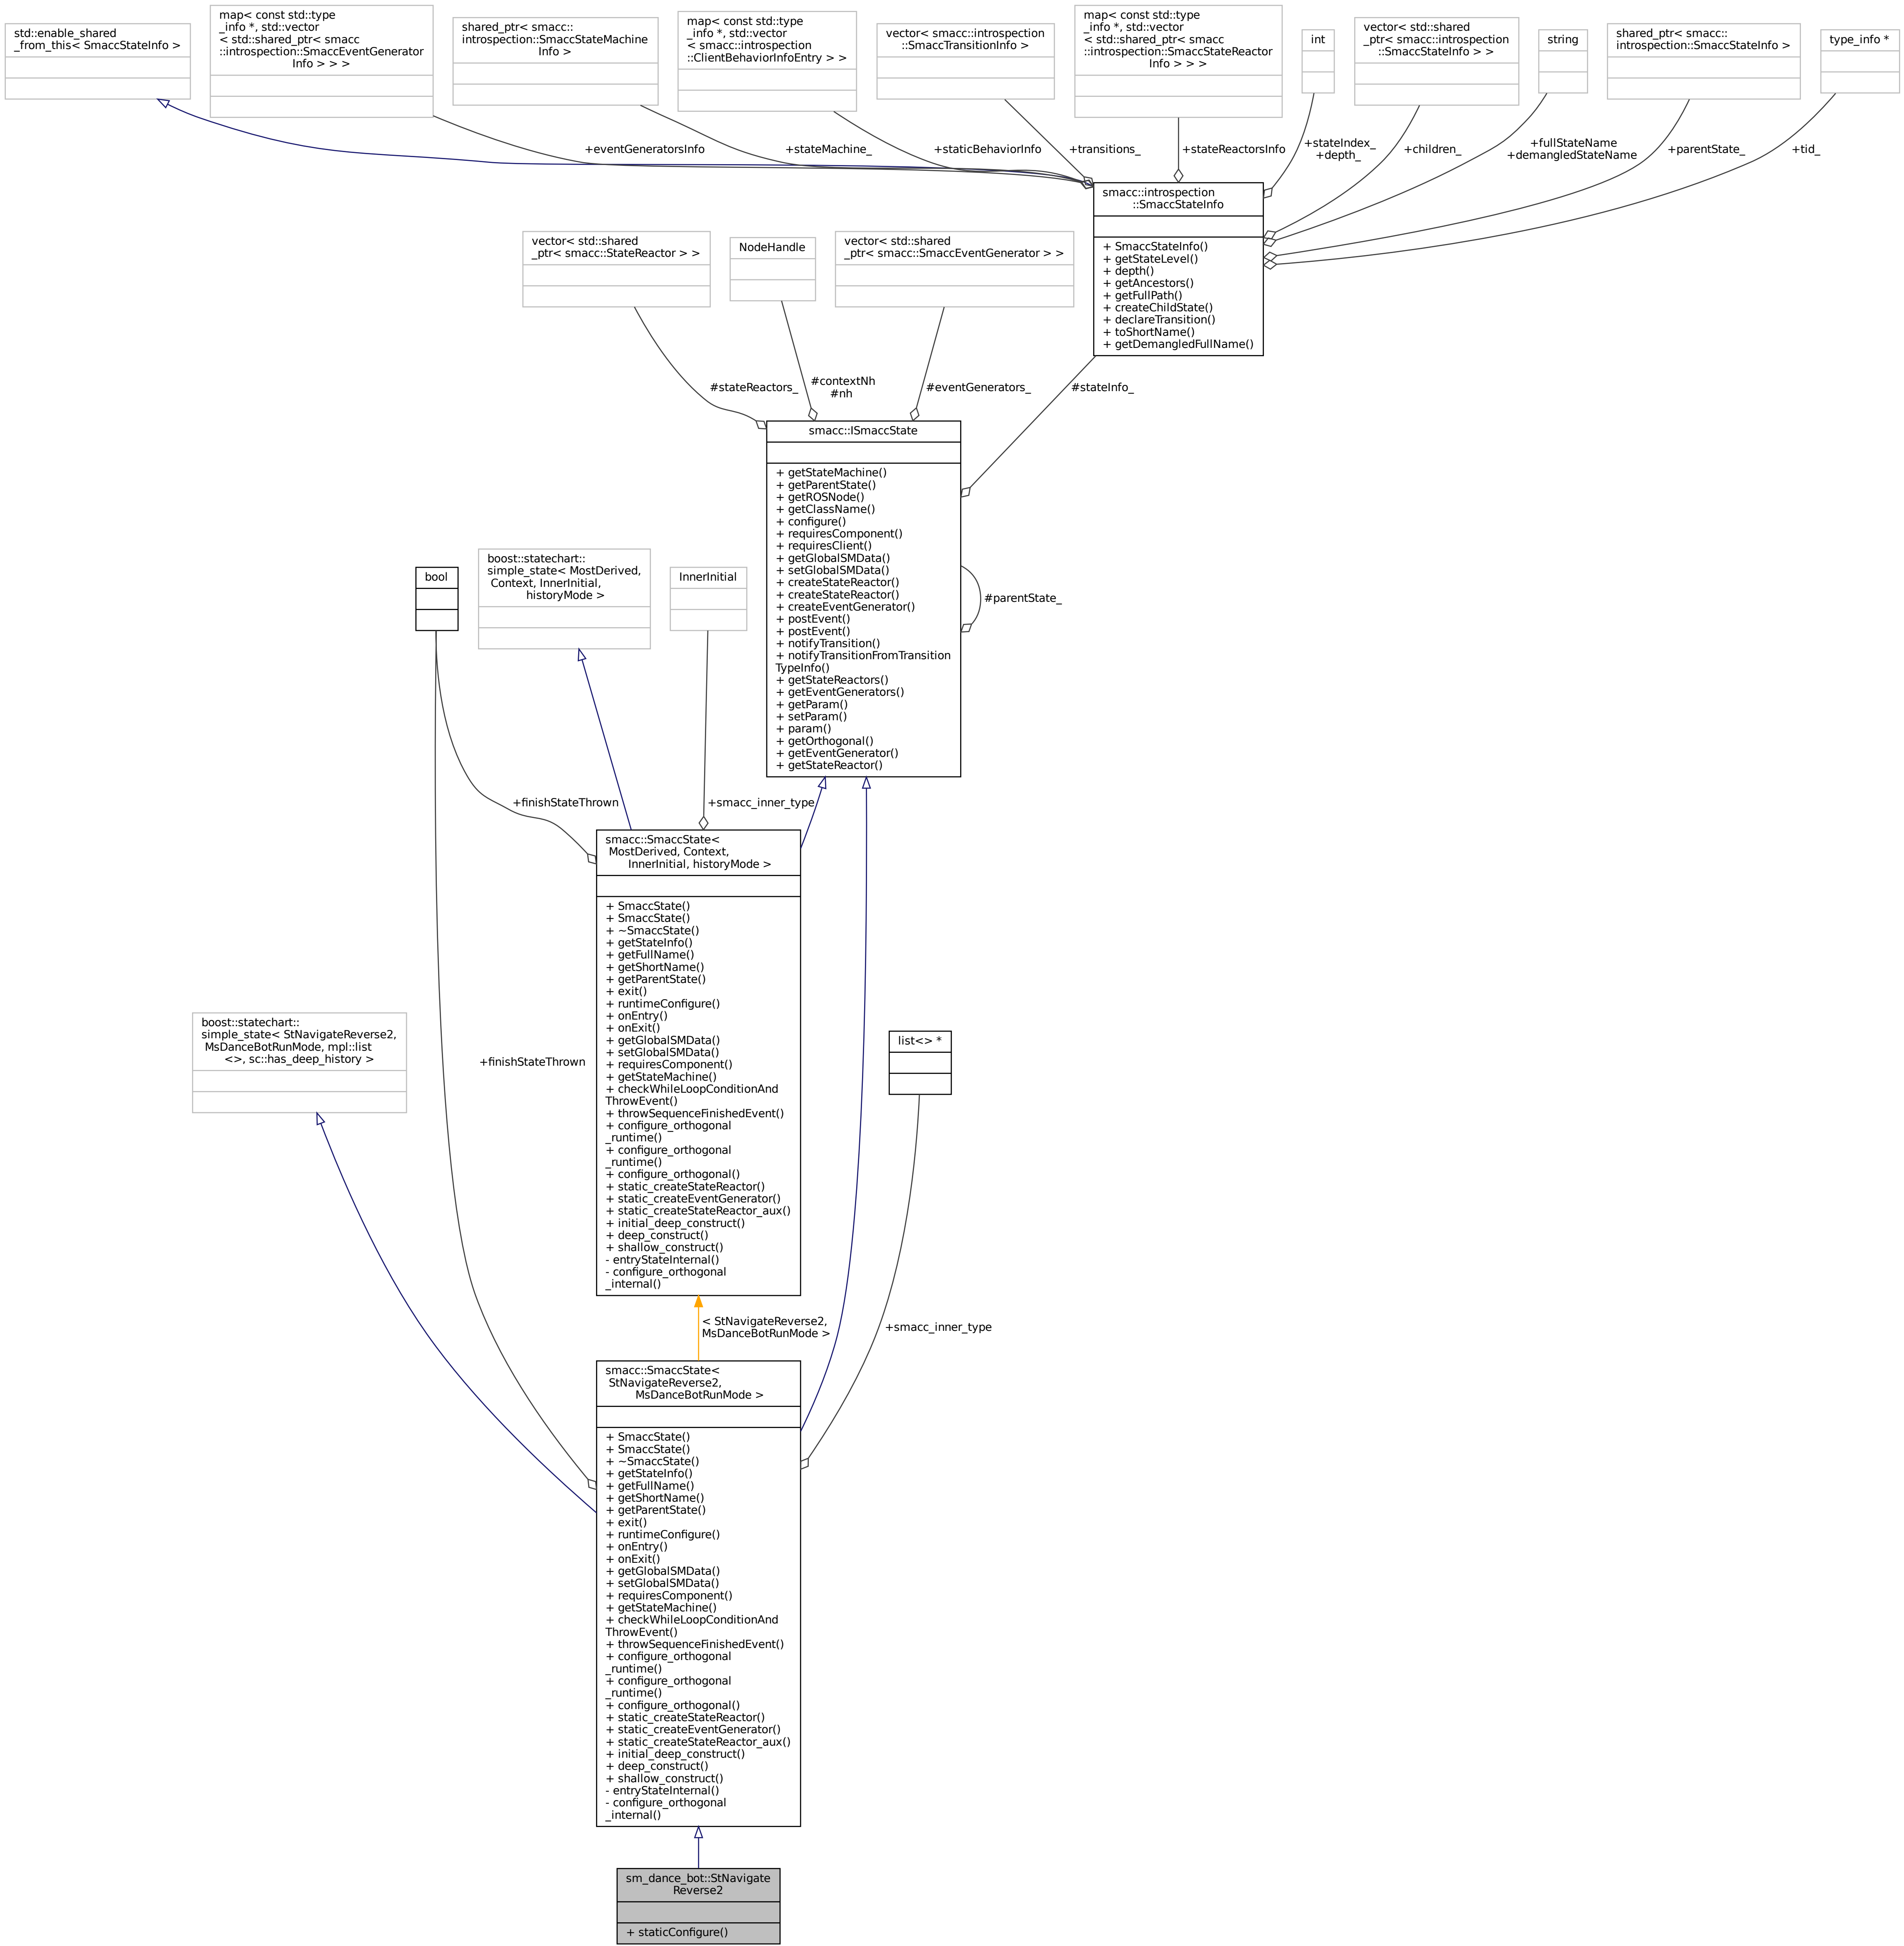 std::enable_shared
_from_this< SmaccStateInfo >
map< const std::type
_info *, std::vector
< std::shared_ptr< smacc
::introspection::SmaccEventGenerator
Info > > >
shared_ptr< smacc::
introspection::SmaccStateMachine
Info >
map< const std::type
_info *, std::vector
< smacc::introspection
::ClientBehaviorInfoEntry > >
vector< smacc::introspection
::SmaccTransitionInfo >
map< const std::type
_info *, std::vector
< std::shared_ptr< smacc
::introspection::SmaccStateReactor
Info > > >
int
vector< std::shared
_ptr< smacc::introspection
::SmaccStateInfo > >
string
shared_ptr< smacc::
introspection::SmaccStateInfo >
type_info *
+eventGeneratorsInfo
+stateMachine_
+staticBehaviorInfo
+transitions_
+stateReactorsInfo
+stateIndex_
+depth_
+children_
+fullStateName
+demangledStateName
+parentState_
+tid_
smacc::introspection
::SmaccStateInfo
+ SmaccStateInfo()
+ getStateLevel()
+ depth()
+ getAncestors()
+ getFullPath()
+ createChildState()
+ declareTransition()
+ toShortName()
+ getDemangledFullName()
vector< std::shared
_ptr< smacc::StateReactor > >
NodeHandle
vector< std::shared
_ptr< smacc::SmaccEventGenerator > >
#stateReactors_
#contextNh
#nh
#eventGenerators_
#stateInfo_
smacc::ISmaccState
+ getStateMachine()
+ getParentState()
+ getROSNode()
+ getClassName()
+ configure()
+ requiresComponent()
+ requiresClient()
+ getGlobalSMData()
+ setGlobalSMData()
+ createStateReactor()
+ createStateReactor()
+ createEventGenerator()
+ postEvent()
+ postEvent()
+ notifyTransition()
+ notifyTransitionFromTransition
TypeInfo()
+ getStateReactors()
+ getEventGenerators()
+ getParam()
+ setParam()
+ param()
+ getOrthogonal()
+ getEventGenerator()
+ getStateReactor()
#parentState_
bool
boost::statechart::
simple_state< MostDerived,
Context, InnerInitial,
historyMode >
InnerInitial
+finishStateThrown
+smacc_inner_type
smacc::SmaccState<
MostDerived, Context,
InnerInitial, historyMode >
+ SmaccState()
+ SmaccState()
+ ~SmaccState()
+ getStateInfo()
+ getFullName()
+ getShortName()
+ getParentState()
+ exit()
+ runtimeConfigure()
+ onEntry()
+ onExit()
+ getGlobalSMData()
+ setGlobalSMData()
+ requiresComponent()
+ getStateMachine()
+ checkWhileLoopConditionAnd
ThrowEvent()
+ throwSequenceFinishedEvent()
+ configure_orthogonal
_runtime()
+ configure_orthogonal
_runtime()
+ configure_orthogonal()
+ static_createStateReactor()
+ static_createEventGenerator()
+ static_createStateReactor_aux()
+ initial_deep_construct()
+ deep_construct()
+ shallow_construct()
- entryStateInternal()
- configure_orthogonal
_internal()
boost::statechart::
simple_state< StNavigateReverse2,
MsDanceBotRunMode, mpl::list
<>, sc::has_deep_history >
+finishStateThrown
list<> *
< StNavigateReverse2,
MsDanceBotRunMode >
+smacc_inner_type
smacc::SmaccState<
StNavigateReverse2,
MsDanceBotRunMode >
+ SmaccState()
+ SmaccState()
+ ~SmaccState()
+ getStateInfo()
+ getFullName()
+ getShortName()
+ getParentState()
+ exit()
+ runtimeConfigure()
+ onEntry()
+ onExit()
+ getGlobalSMData()
+ setGlobalSMData()
+ requiresComponent()
+ getStateMachine()
+ checkWhileLoopConditionAnd
ThrowEvent()
+ throwSequenceFinishedEvent()
+ configure_orthogonal
_runtime()
+ configure_orthogonal
_runtime()
+ configure_orthogonal()
+ static_createStateReactor()
+ static_createEventGenerator()
+ static_createStateReactor_aux()
+ initial_deep_construct()
+ deep_construct()
+ shallow_construct()
- entryStateInternal()
- configure_orthogonal
_internal()
sm_dance_bot::StNavigate
Reverse2
+ staticConfigure()